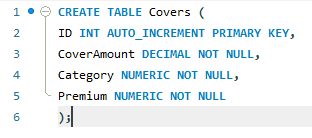 1 CREATE TABLE Covers (
2 ID INT AUTO_INCREMENT PRIMARY KEY,
3 CoverAmount DECIMAL NOT NULL,
4 Category NUMERIC NOT NULL,
5 Premium NUMERIC NOT NULL
6 );